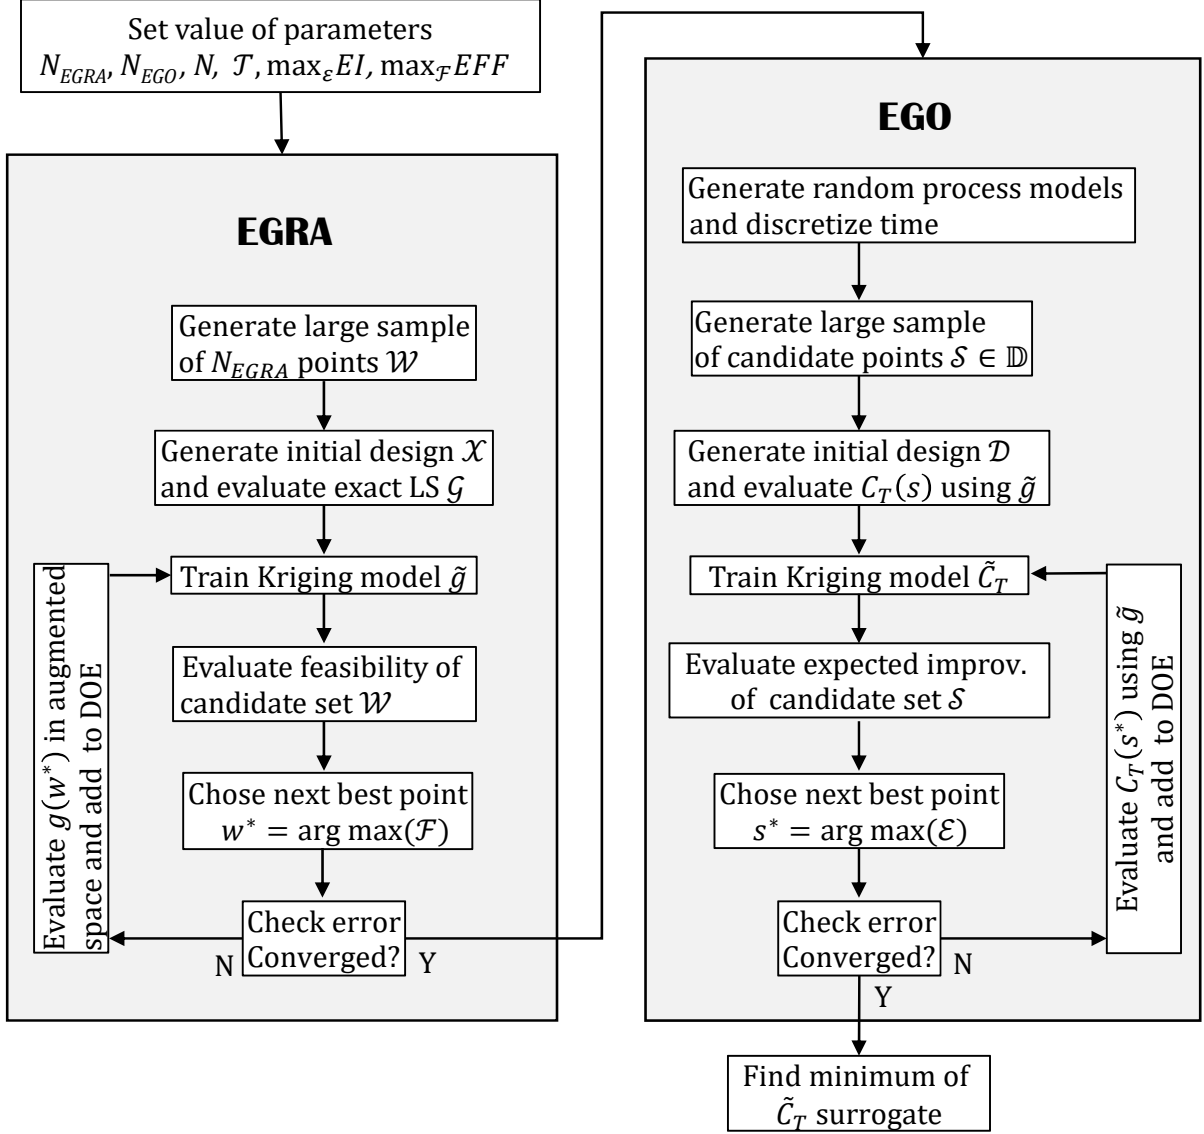 Set value of parameters
N_EGRA, N_EGO, N, 𝒯, max_ε EI, max_ℱ EFF
EGRA
Generate large sample
of N_EGRA points 𝒲
Generate initial design 𝒳
and evaluate exact LS 𝒢
Train Kriging model g̃
Evaluate feasibility of
candidate set 𝒲
Chose next best point
w* = arg max(ℱ)
Check error
Converged?
N
Y
Evaluate g(w*) in augmented
space and add to DOE
EGO
Generate random process models
and discretize time
Generate large sample
of candidate points 𝒮 ∈ 𝔻
Generate initial design 𝒟
and evaluate C_T(s) using g̃
Train Kriging model C̃_T
Evaluate expected improv.
of candidate set 𝒮
Chose next best point
s* = arg max(ℰ)
Check error
Converged?
N
Y
Evaluate C_T(s*) using g̃
and add to DOE
Find minimum of
C̃_T surrogate